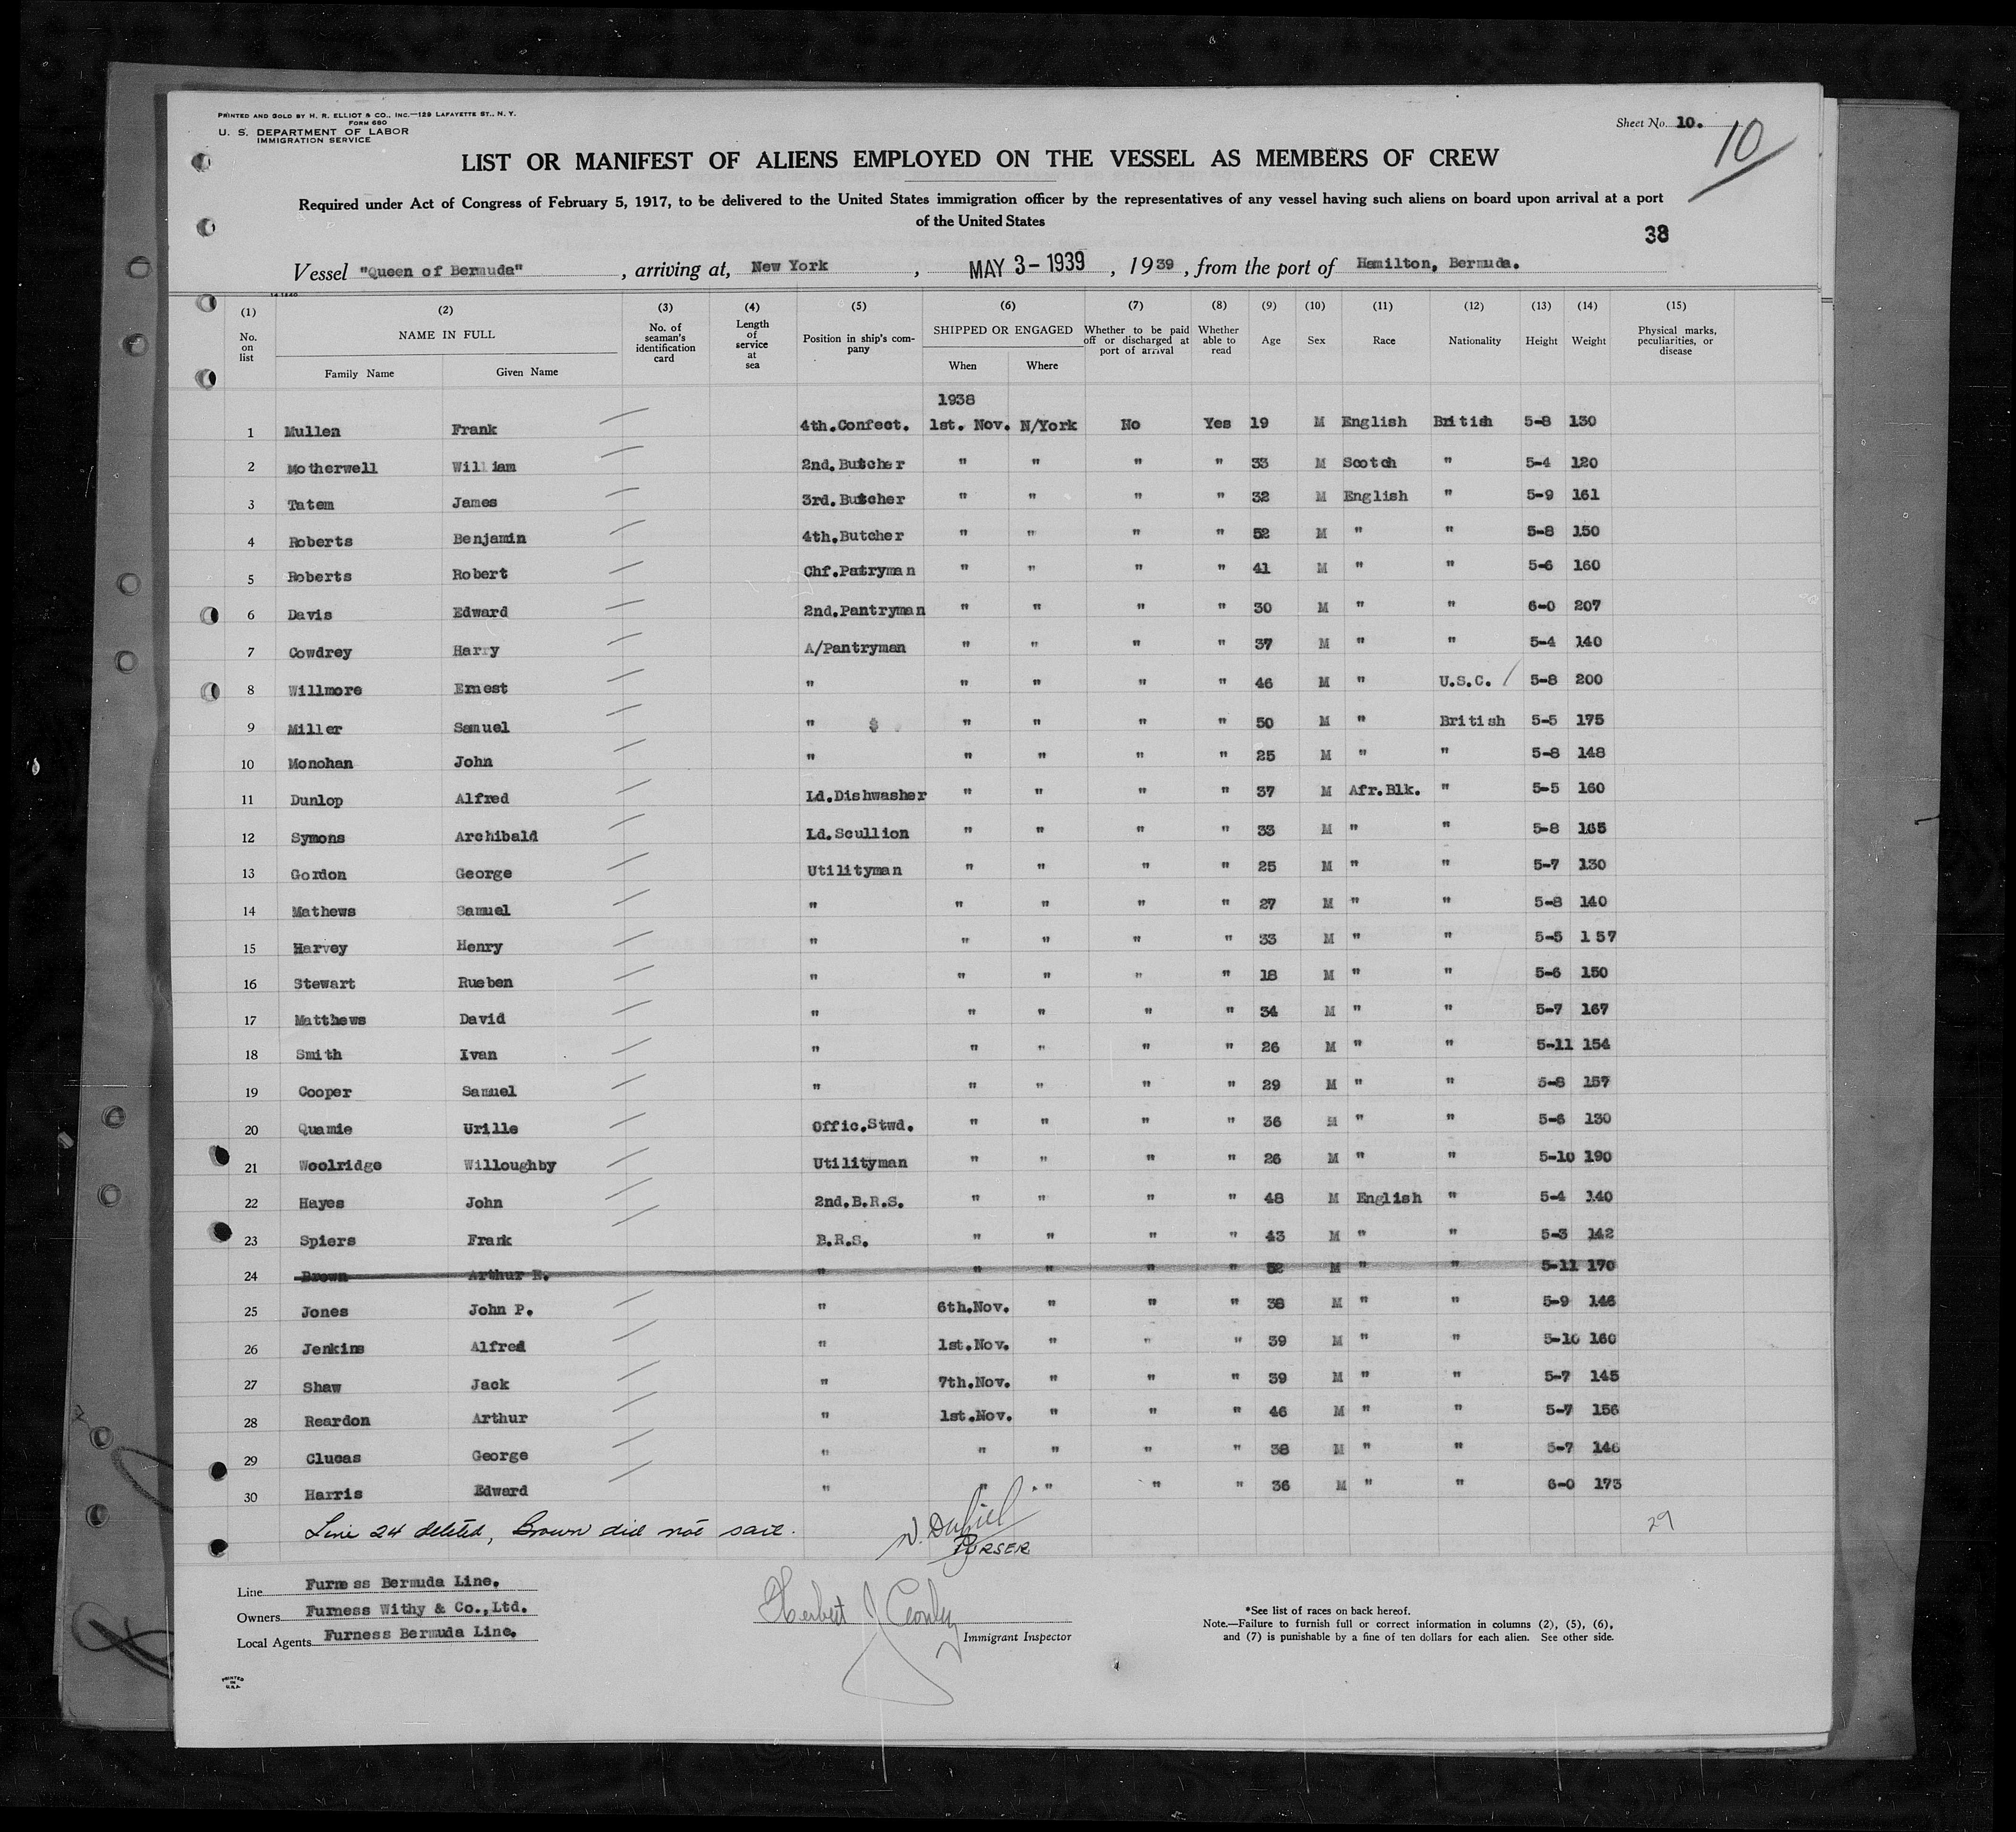 PRINTED AND SOLD BY H. R. ELLIOT & CO., INC.—129 LAFAYETTE ST., N. Y.
FORM 680
U. S. DEPARTMENT OF LABOR
IMMIGRATION SERVICE
Sheet No. 10.
10
LIST OR MANIFEST OF ALIENS EMPLOYED ON THE VESSEL AS MEMBERS OF CREW
Required under Act of Congress of February 5, 1917, to be delivered to the United States immigration officer by the representatives of any vessel having such aliens on board upon arrival at a port
of the United States
38
Vessel "Queen of Bermuda", arriving at, New York, MAY 3-1939, 1939, from the port of Hamilton, Bermuda.
(1) (2) (3) (4) (5) (6) (7) (8) (9) (10) (11) (12) (13) (14) (15)
No. on list NAME IN FULL Family Name Given Name No. of seaman's identification card Length of service at sea Position in ship's company SHIPPED OR ENGAGED When Where Whether to be paid off or discharged at port of arrival Whether able to read Age Sex Race Nationality Height Weight Physical marks, peculiarities, or disease
1938
1 Mullen Frank 4th.Confect. 1st. Nov. N/York No Yes 19 M English British 5-8 130
2 Motherwell William 2nd.Butcher " " " " 33 M Scotch " 5-4 120
3 Tatem James 3rd.Butcher " " " " 32 M English " 5-9 161
4 Roberts Benjamin 4th.Butcher " " " " 52 M " " 5-8 150
5 Roberts Robert Chf.Patryman " " " " 41 M " " 5-6 160
6 Davis Edward 2nd.Pantryman " " " " 30 M " " 6-0 207
7 Cowdrey Harry A/Pantryman " " " " 37 M " " 5-4 140
8 Willmore Ernest " " " " " 46 M " U.S.C. 5-8 200
9 Miller Samuel " " " " " 50 M " British 5-5 175
10 Monohan John " " " " " 25 M " " 5-8 148
11 Dunlop Alfred Ld.Dishwasher " " " " 37 M Afr.Blk. " 5-5 160
12 Symons Archibald Ld.Scullion " " " " 33 M " " 5-8 165
13 Gordon George Utilityman " " " " 25 M " " 5-7 130
14 Mathews Samuel " " " " " 27 M " " 5-8 140
15 Harvey Henry " " " " " 33 M " " 5-5 157
16 Stewart Rueben " " " " " 18 M " " 5-6 150
17 Matthews David " " " " " 34 M " " 5-7 167
18 Smith Ivan " " " " " 26 M " " 5-11 154
19 Cooper Samuel " " " " " 29 M " " 5-8 157
20 Quamie Urille Offic.Stwd. " " " " 36 M " " 5-6 130
21 Woolridge Willoughby Utilityman " " " " 26 M " " 5-10 190
22 Hayes John 2nd.B.R.S. " " " " 48 M English " 5-4 140
23 Spiers Frank B.R.S. " " " " 43 M " " 5-3 142
24 Brown Arthur E. " " " " " 52 M " " 5-11 170
25 Jones John P. " 6th.Nov. " " " 38 M " " 5-9 146
26 Jenkins Alfred " 1st.Nov. " " " 39 M " " 5-10 160
27 Shaw Jack " 7th.Nov. " " " 39 M " " 5-7 145
28 Reardon Arthur " 1st.Nov. " " " 46 M " " 5-7 156
29 Clucas George " " " " " 38 M " " 5-7 146
30 Harris Edward " " " " " 36 M " " 6-0 173
Line 24 deleted, Brown did not sail.
PURSER
29
Line Furness Bermuda Line.
Owners Furness Withy & Co.,Ltd.
Local Agents Furness Bermuda Line.
Herbert J
Immigrant Inspector
*See list of races on back hereof.
Note.—Failure to furnish full or correct information in columns (2), (5), (6),
and (7) is punishable by a fine of ten dollars for each alien. See other side.
PRINTED
IN
U.S.A.